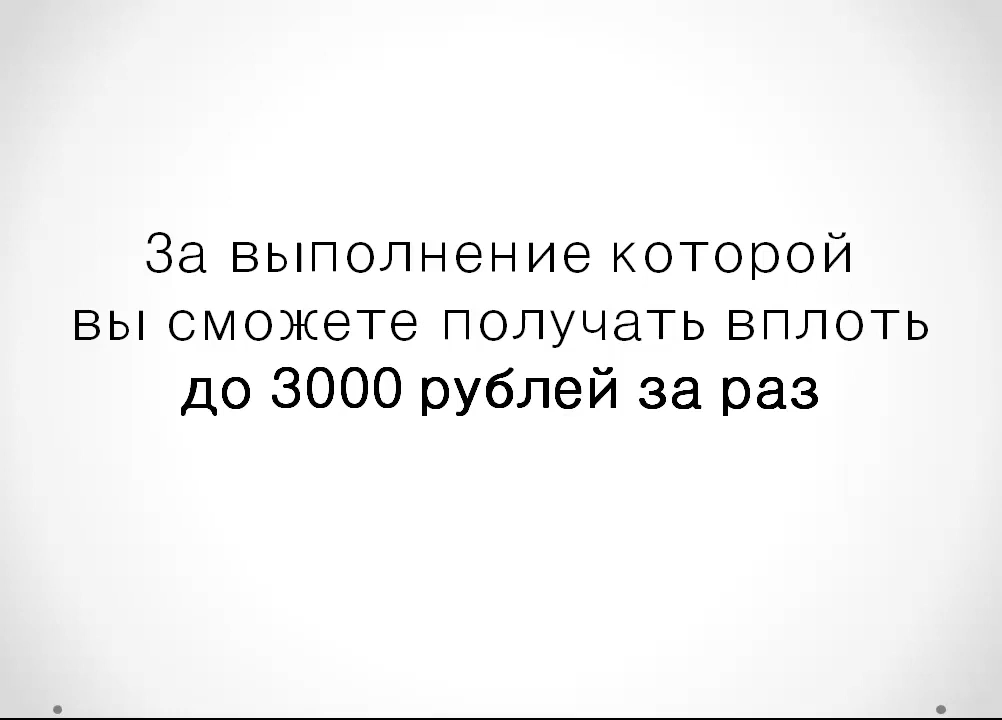 За выполнение которой
вы сможете получать вплоть
до 3000 рублей за раз